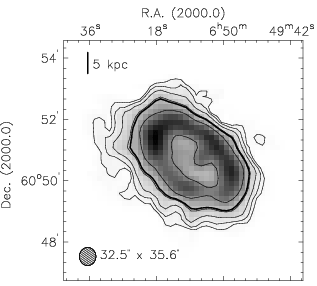 R.A. (2000.0)
36ˢ 18ˢ 6ʰ50ᵐ 49ᵐ42ˢ
5 kpc
54'
52'
60°50'
48'
Dec. (2000.0)
32.5" x 35.6"